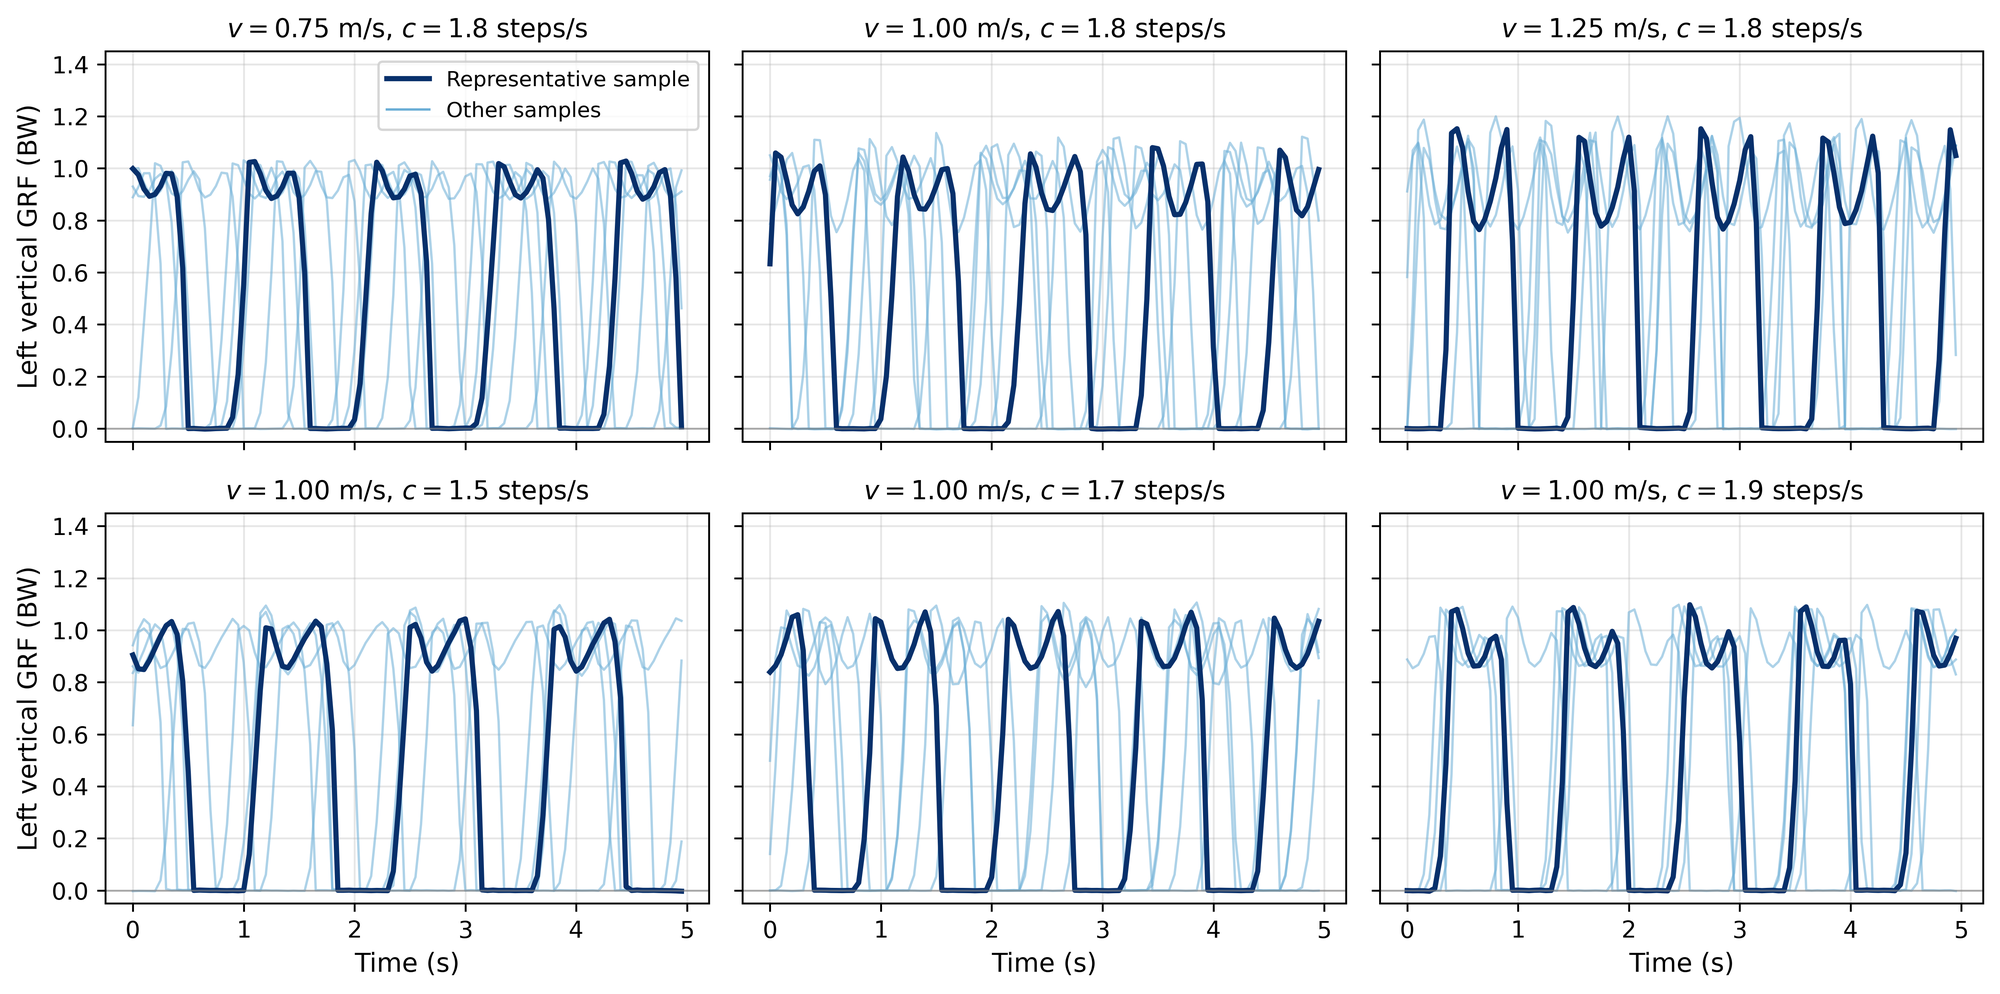 v = 0.75 m/s, c = 1.8 steps/s
v = 1.00 m/s, c = 1.8 steps/s
v = 1.25 m/s, c = 1.8 steps/s
Left vertical GRF (BW)
1.4
1.2
1.0
0.8
0.6
0.4
0.2
0.0
Representative sample
Other samples
v = 1.00 m/s, c = 1.5 steps/s
v = 1.00 m/s, c = 1.7 steps/s
v = 1.00 m/s, c = 1.9 steps/s
Left vertical GRF (BW)
1.4
1.2
1.0
0.8
0.6
0.4
0.2
0.0
0 1 2 3 4 5
0 1 2 3 4 5
0 1 2 3 4 5
Time (s)
Time (s)
Time (s)